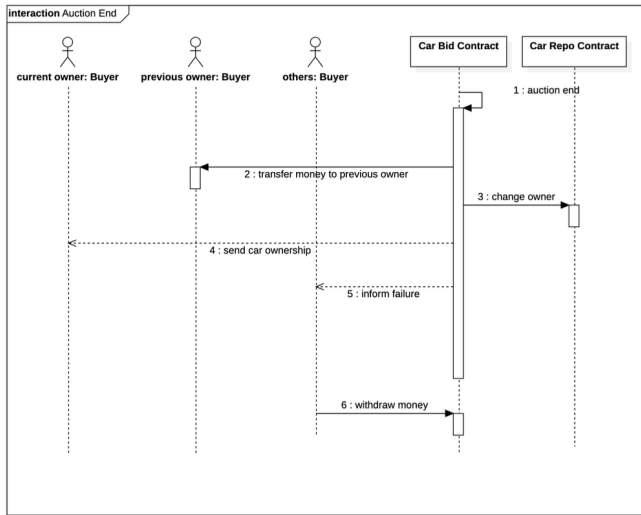 interaction Auction End
current owner: Buyer
previous owner: Buyer
others: Buyer
Car Bid Contract
Car Repo Contract
1 : auction end
2 : transfer money to previous owner
3 : change owner
4 : send car ownership
5 : inform failure
6 : withdraw money